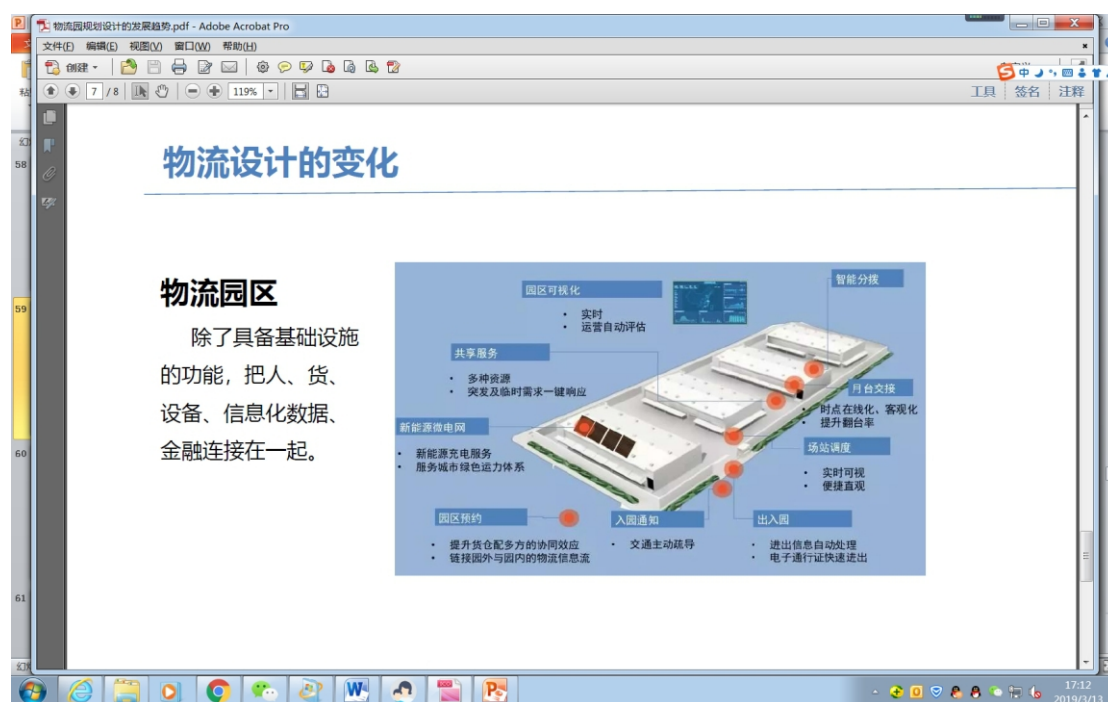 物流园规划设计的发展趋势.pdf - Adobe Acrobat Pro
文件(F) 编辑(E) 视图(V) 窗口(W) 帮助(H)
创建
7 / 8
119%
工具 签名 注释
中
58
59
60
61
物流设计的变化
物流园区
除了具备基础设施
的功能，把人、货、
设备、信息化数据、
金融连接在一起。
园区可视化
• 实时
• 运营自动评估
智能分拨
共享服务
• 多种资源
• 突发及临时需求一键响应
月台交接
• 时点在线化、客观化
• 提升翻台率
新能源微电网
• 新能源充电服务
• 服务城市绿色运力体系
场站调度
• 实时可视
• 便捷直观
园区预约
• 提升货仓配多方的协同效应
• 链接园外与园内的物流信息流
入园通知
• 交通主动疏导
出入园
• 进出信息自动处理
• 电子通行证快速进出
17:12
2019/3/13